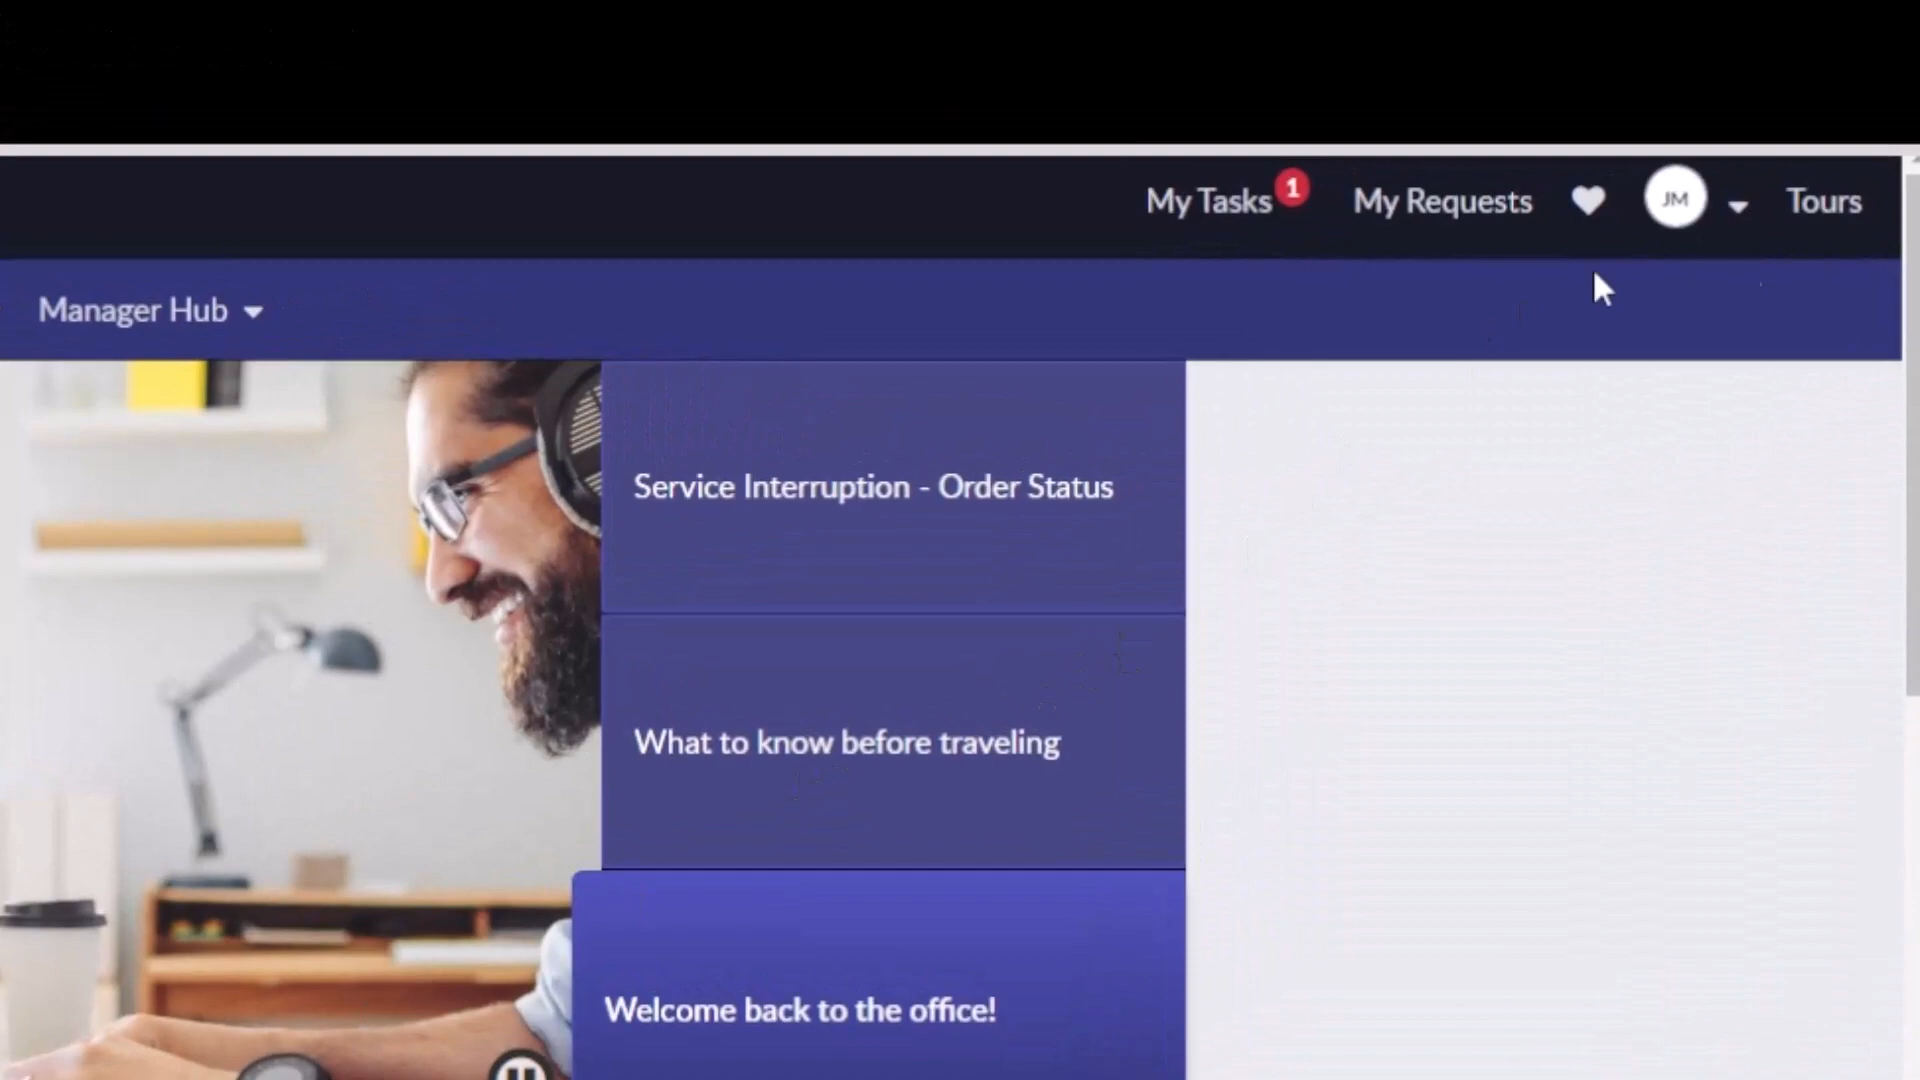 My Tasks 1 My Requests JM Tours
Manager Hub
Service Interruption - Order Status
What to know before traveling
Welcome back to the office!